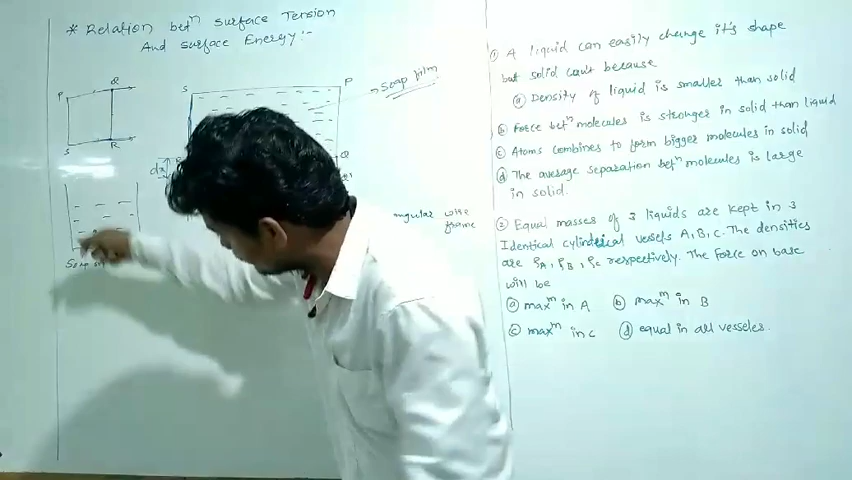 * Relation betⁿ Surface Tension
And surface Energy :-
P
Q
S
R
S
P
→ Soap film
dx
Q
wire
frame
Soap
① A liquid can easily change it's shape
but solid can't because
ⓐ Density of liquid is smaller than solid
ⓑ Force betⁿ molecules is stronger in solid than liquid
ⓒ Atoms combines to form bigger molecules in solid
ⓓ The average separation betⁿ molecules is large
in solid.
② Equal masses of 3 liquids are kept in 3
Identical cylindrical vessels A, B, C. The densities
are ρA, ρB, ρc respectively. The force on base
will be
ⓐ maxᵐ in A ⓑ maxᵐ in B
ⓒ maxᵐ in c ⓓ equal in all vesseles.